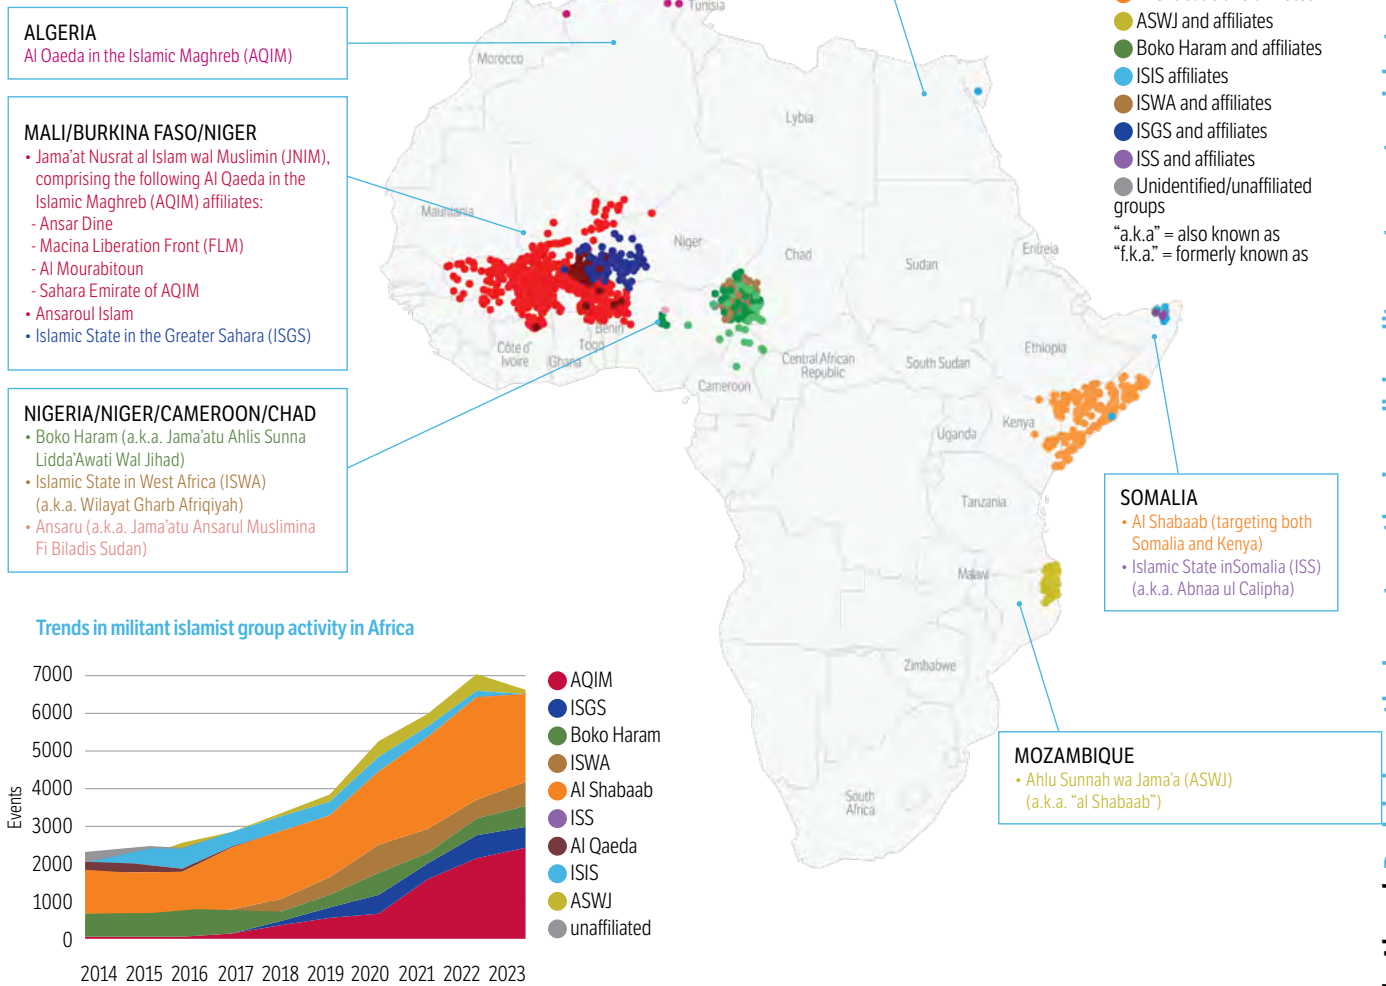 ALGERIA
Al Qaeda in the Islamic Maghreb (AQIM)
MALI/BURKINA FASO/NIGER
• Jama'at Nusrat al Islam wal Muslimin (JNIM),
comprising the following Al Qaeda in the
Islamic Maghreb (AQIM) affiliates:
- Ansar Dine
- Macina Liberation Front (FLM)
- Al Mourabitoun
- Sahara Emirate of AQIM
• Ansaroul Islam
• Islamic State in the Greater Sahara (ISGS)
NIGERIA/NIGER/CAMEROON/CHAD
• Boko Haram (a.k.a. Jama'atu Ahlis Sunna
Lidda'Awati Wal Jihad)
• Islamic State in West Africa (ISWA)
(a.k.a. Wilayat Gharb Afriqiyah)
• Ansaru (a.k.a. Jama'atu Ansarul Muslimina
Fi Biladis Sudan)
Tunisia
Morocco
Lybia
Mauritania
Niger
Chad
Sudan
Eritreia
Benin
Togo
Côte d'
Ivoire
Ghana
Cameroon
Central African
Republic
South Sudan
Ethiopia
Kenya
Uganda
Tanzania
Malawi
Zimbabwe
South
Africa
ASWJ and affiliates
Boko Haram and affiliates
ISIS affiliates
ISWA and affiliates
ISGS and affiliates
ISS and affiliates
Unidentified/unaffiliated
groups
"a.k.a" = also known as
"f.k.a." = formerly known as
SOMALIA
• Al Shabaab (targeting both
Somalia and Kenya)
• Islamic State inSomalia (ISS)
(a.k.a. Abnaa ul Calipha)
MOZAMBIQUE
• Ahlu Sunnah wa Jama'a (ASWJ)
(a.k.a. "al Shabaab")
Trends in militant islamist group activity in Africa
Events
7000
6000
5000
4000
3000
2000
1000
0
2014 2015 2016 2017 2018 2019 2020 2021 2022 2023
AQIM
ISGS
Boko Haram
ISWA
Al Shabaab
ISS
Al Qaeda
ISIS
ASWJ
unaffiliated